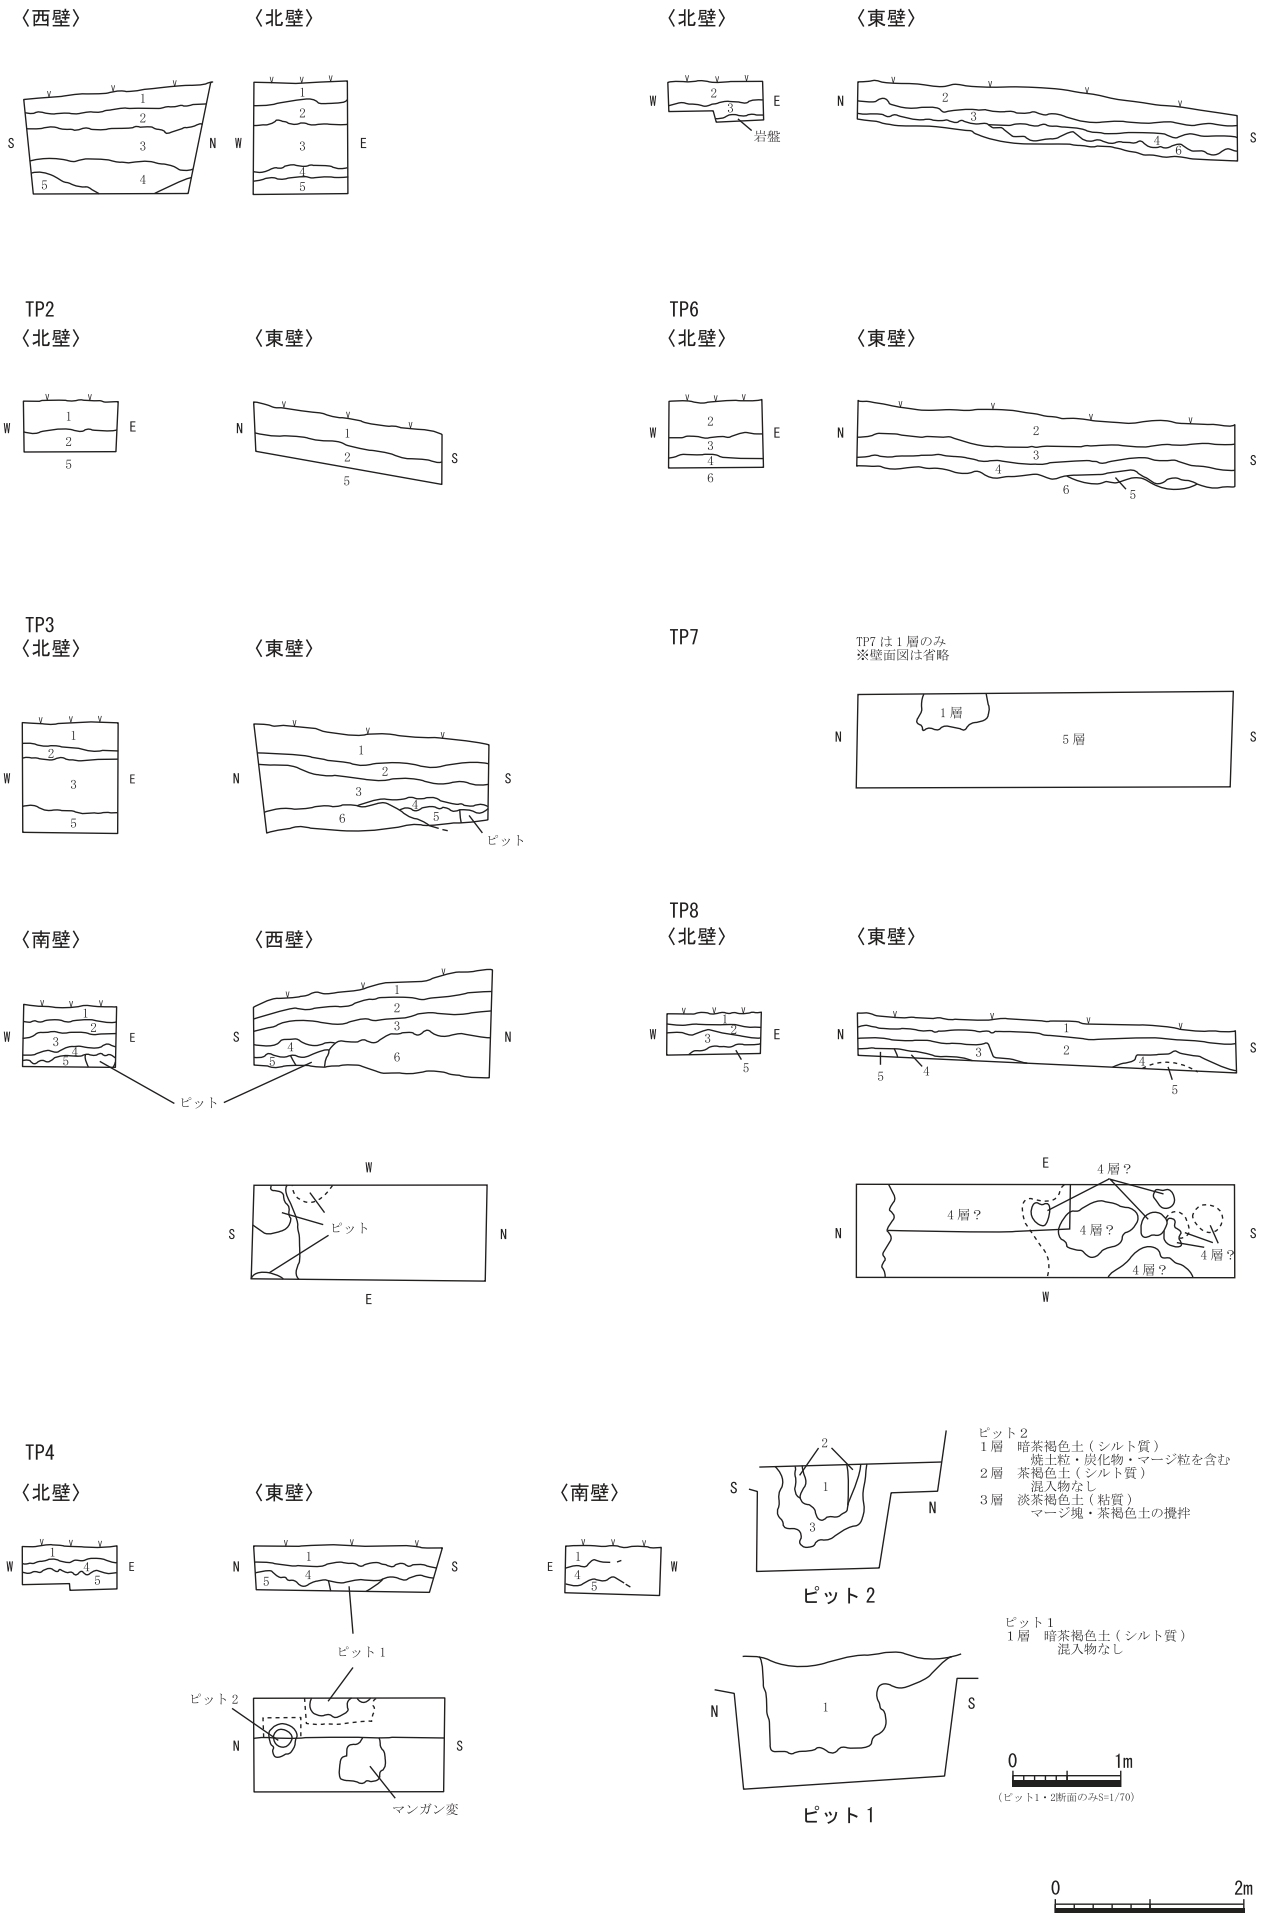 〈西壁〉
〈北壁〉
1
2
3
4
5
S
N
1
2
3
4
5
W
E
TP2
〈北壁〉
〈東壁〉
1
2
5
W
E
1
2
5
N
S
TP3
〈北壁〉
〈東壁〉
1
2
3
5
W
E
1
2
3
4
5
6
N
S
ピット
〈南壁〉
〈西壁〉
1
2
3
4
5
W
E
1
2
3
4
5
6
S
N
ピット
W
S
ピット
N
E
TP4
〈北壁〉
〈東壁〉
〈南壁〉
1
4
5
W
E
1
4
5
N
S
1
4
5
E
W
ピット1
ピット2
N
S
マンガン変
〈北壁〉
〈東壁〉
2
3
W
E
岩盤
2
3
4
6
N
S
TP6
〈北壁〉
〈東壁〉
2
3
4
6
W
E
2
3
4
5
6
N
S
TP7
TP7 は 1 層のみ
※壁面図は省略
1 層
5 層
N
S
TP8
〈北壁〉
〈東壁〉
1
2
3
5
W
E
1
2
3
4
5
4
5
N
S
E
4 層?
4 層?
4 層?
4 層?
4 層?
N
S
W
2
1
3
S
N
ピット 2
ピット 2
1 層 暗茶褐色土 ( シルト質 )
焼土粒・炭化物・マージ粒を含む
2 層 茶褐色土 ( シルト質 )
混入物なし
3 層 淡茶褐色土 ( 粘質 )
マージ塊・茶褐色土の攪拌
ピット 1
1 層 暗茶褐色土 ( シルト質 )
混入物なし
1
N
S
ピット 1
0 1m
(ピット1・2断面のみS=1/70)
0 2m